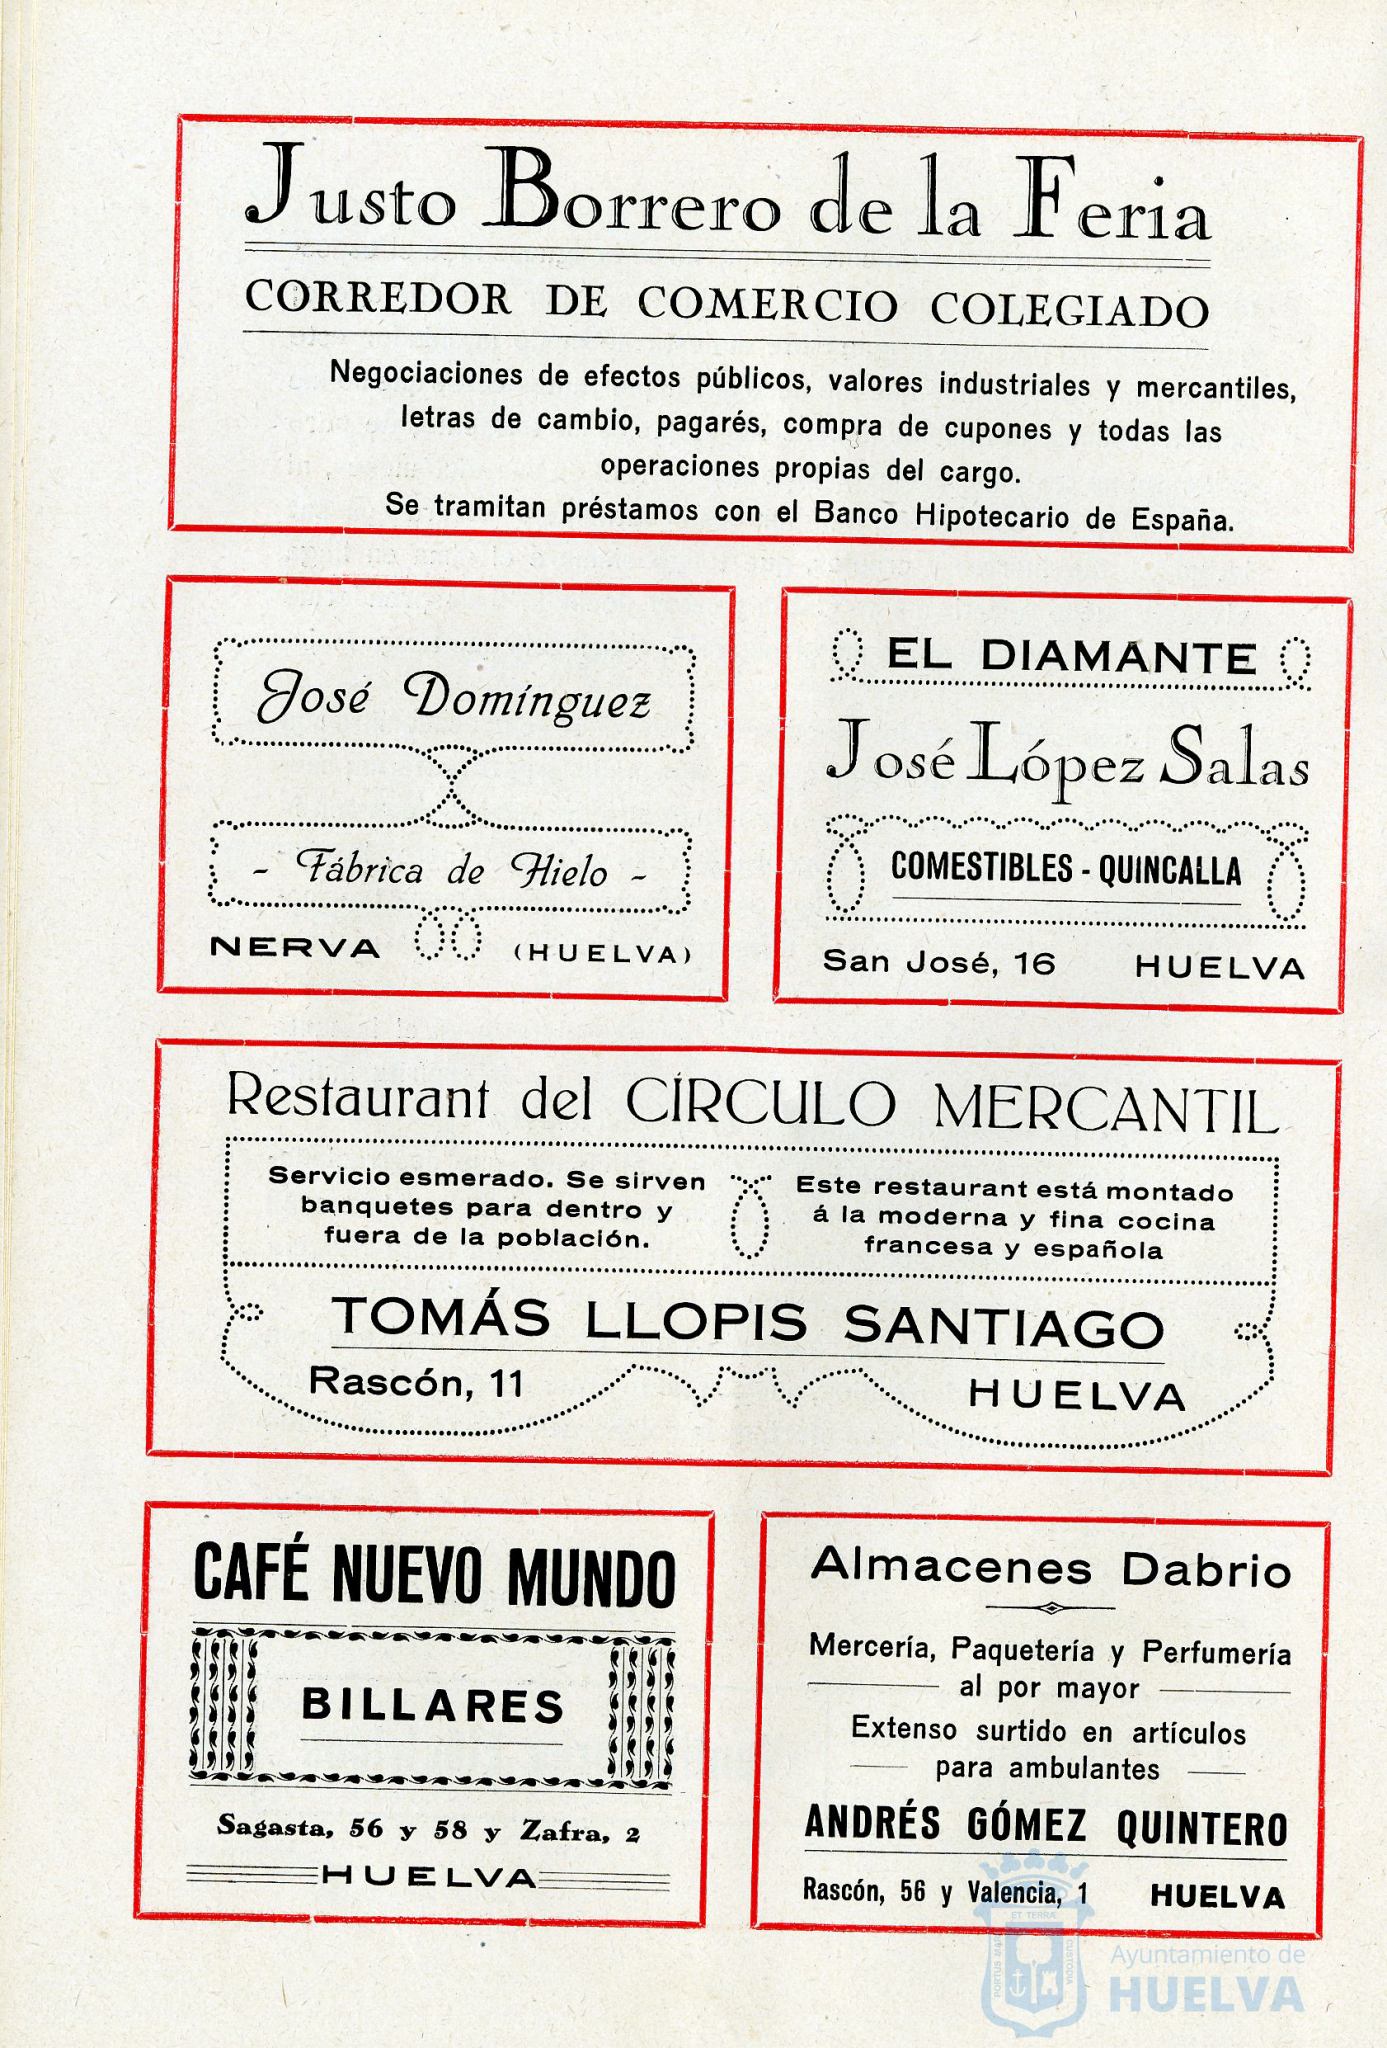 Justo Borrero de la Feria
CORREDOR DE COMERCIO COLEGIADO
Negociaciones de efectos públicos, valores industriales y mercantiles,
letras de cambio, pagarés, compra de cupones y todas las
operaciones propias del cargo.
Se tramitan préstamos con el Banco Hipotecario de España.
José Domínguez
- Fábrica de Hielo -
NERVA (HUELVA)
EL DIAMANTE
José López Salas
COMESTIBLES - QUINCALLA
San José, 16 HUELVA
Restaurant del CÍRCULO MERCANTIL
Servicio esmerado. Se sirven
banquetes para dentro y
fuera de la población.
Este restaurant está montado
á la moderna y fina cocina
francesa y española
TOMÁS LLOPIS SANTIAGO
Rascón, 11 HUELVA
CAFÉ NUEVO MUNDO
BILLARES
Sagasta, 56 y 58 y Zafra, 2
HUELVA
Almacenes Dabrio
Mercería, Paquetería y Perfumería
al por mayor
Extenso surtido en artículos
para ambulantes
ANDRÉS GÓMEZ QUINTERO
Rascón, 56 y Valencia, 1 HUELVA
PORTUS MARIS
ET TERRA
CUSTODIA
Ayuntamiento de
HUELVA